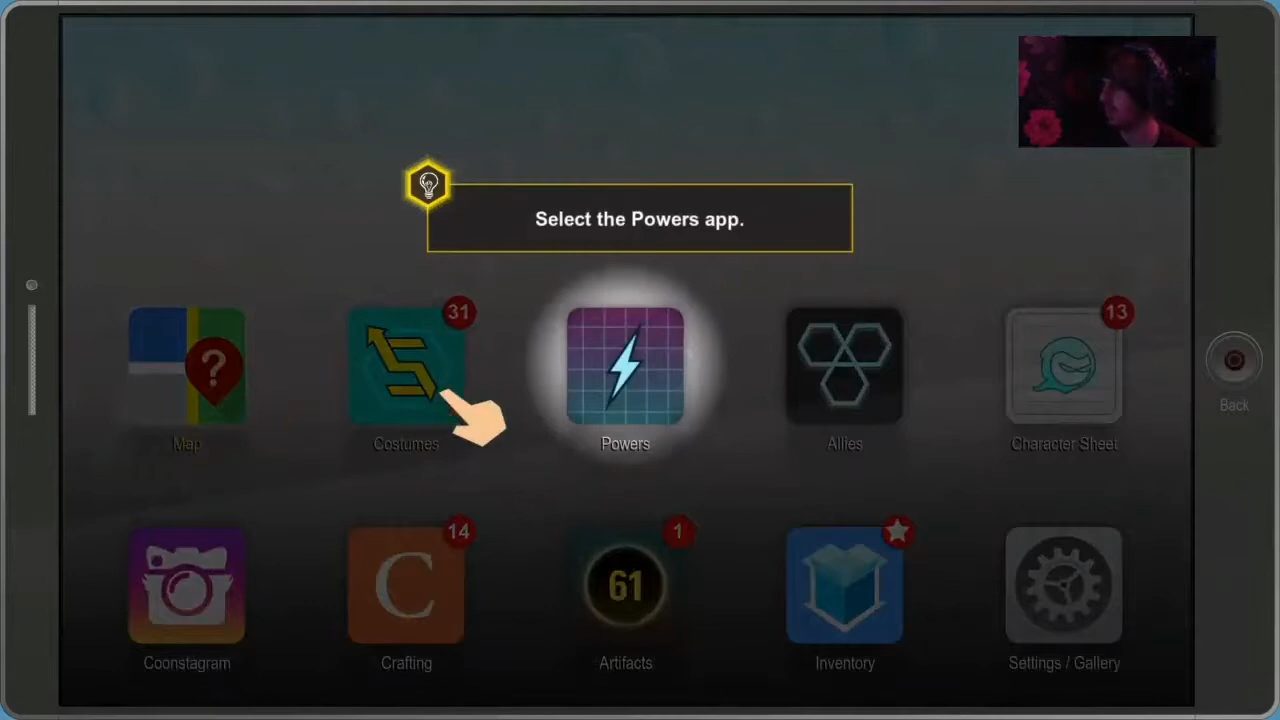 Select the Powers app.
31
13
?
Map
Costumes
Powers
Allies
Character Sheet
Back
14
1
C
61
Coonstagram
Crafting
Artifacts
Inventory
Settings / Gallery